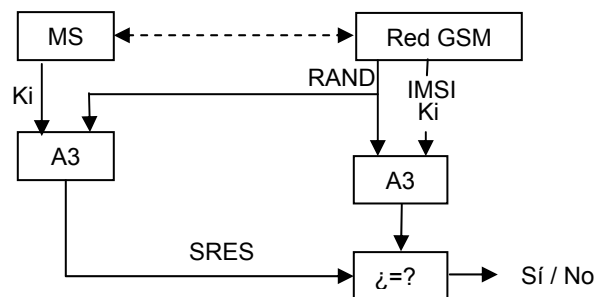 MS
Red GSM
RAND
Ki
IMSI
Ki
A3
A3
SRES
¿=?
Sí / No